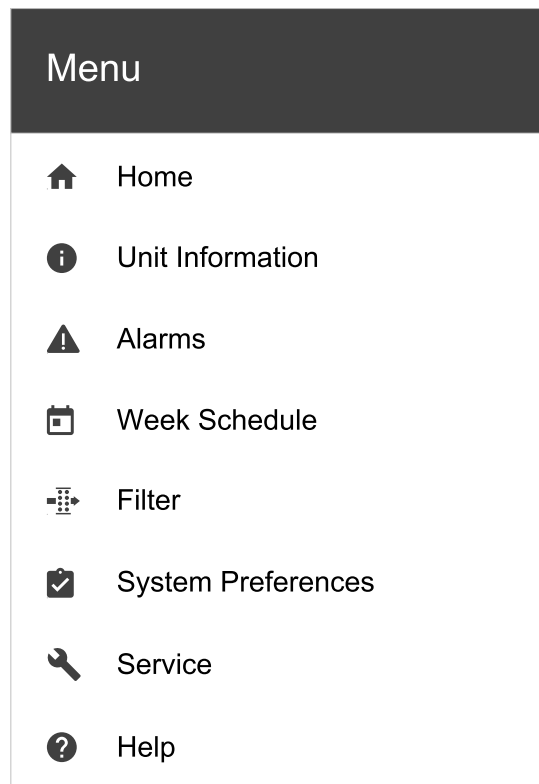 Menu
Home
Unit Information
Alarms
Week Schedule
Filter
System Preferences
Service
Help